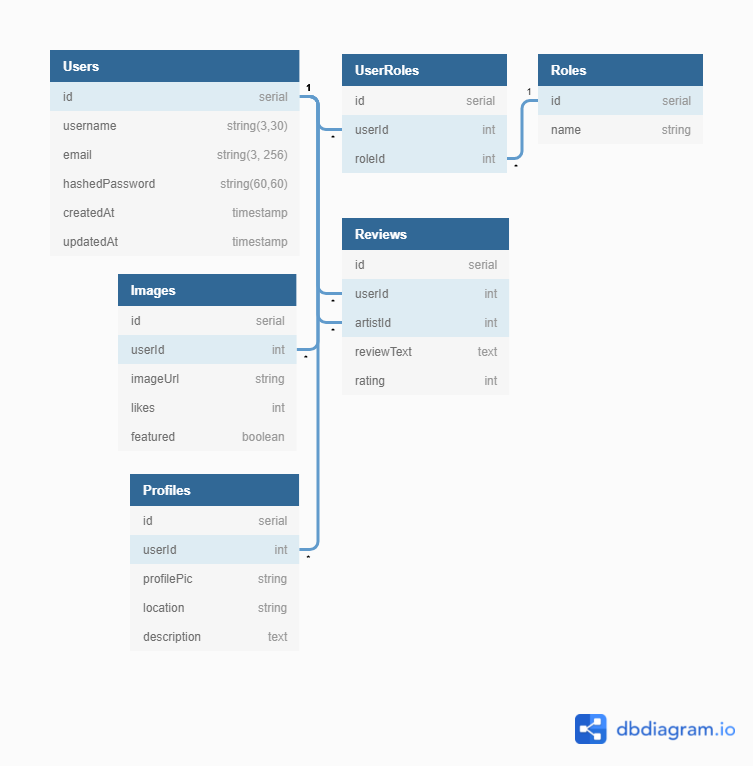 Users
id serial
username string(3,30)
email string(3, 256)
hashedPassword string(60,60)
createdAt timestamp
updatedAt timestamp
1
UserRoles
id serial
userId int
roleId int
*
*
Roles
id serial
name string
1
Reviews
id serial
userId int
artistId int
reviewText text
rating int
*
*
Images
id serial
userId int
imageUrl string
likes int
featured boolean
*
Profiles
id serial
userId int
profilePic string
location string
description text
*
dbdiagram.io